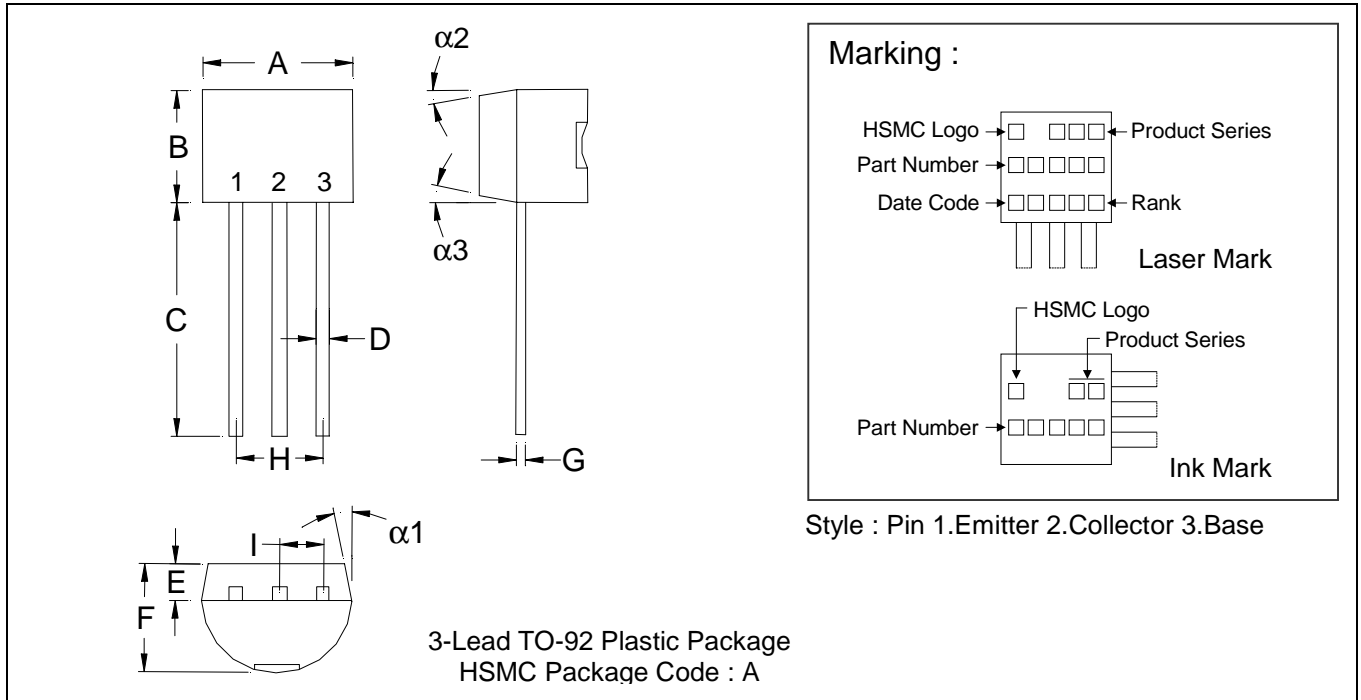 α2
A
B
1 2 3
α3
C
D
H
G
α1
I
E
F
3-Lead TO-92 Plastic Package
HSMC Package Code : A
Marking :
HSMC Logo
Product Series
Part Number
Date Code
Rank
Laser Mark
HSMC Logo
Product Series
Part Number
Ink Mark
Style : Pin 1.Emitter 2.Collector 3.Base